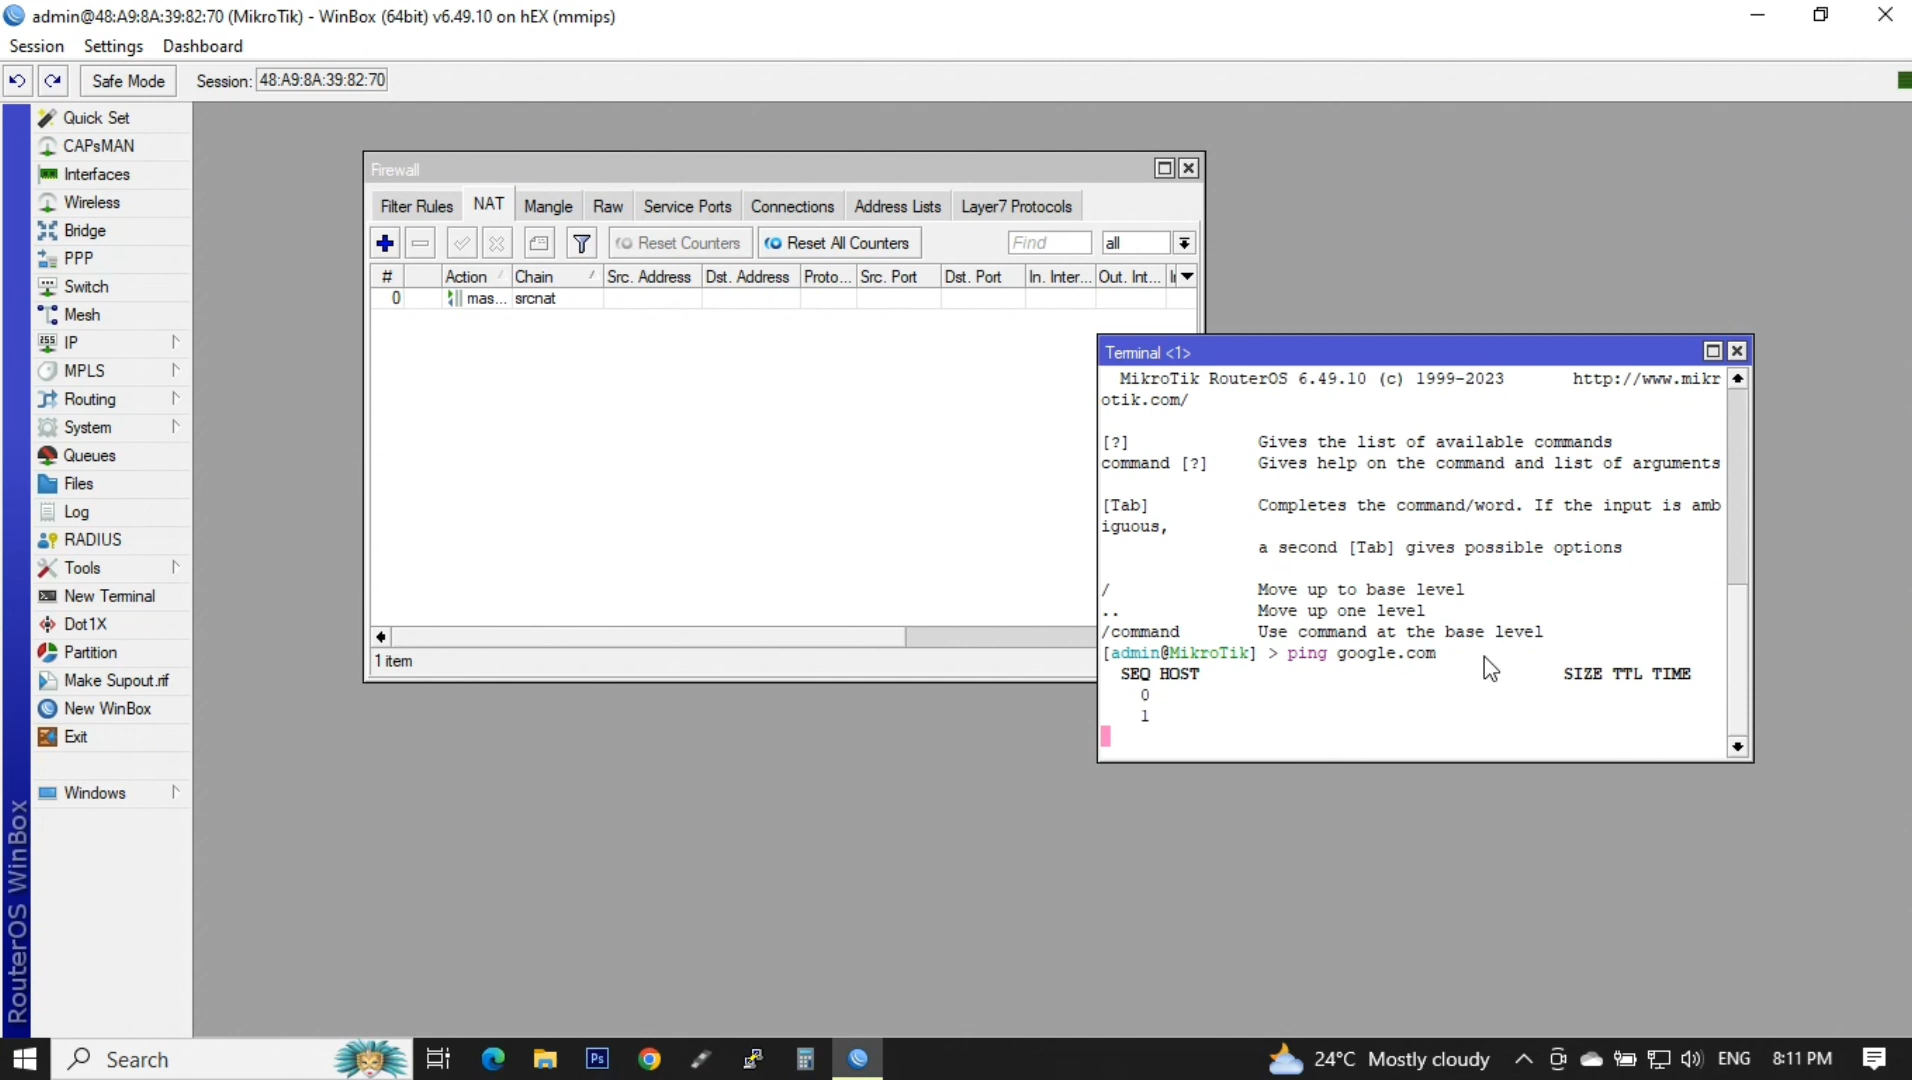 admin@48:A9:8A:39:82:70 (MikroTik) - WinBox (64bit) v6.49.10 on hEX (mmips)
Session Settings Dashboard
Safe Mode Session: 48:A9:8A:39:82:70
Quick Set
CAPsMAN
Interfaces
Wireless
Bridge
PPP
Switch
Mesh
255 IP
MPLS
Routing
System
Queues
Files
Log
RADIUS
Tools
New Terminal
Dot1X
Partition
Make Supout.rif
New WinBox
Exit
Windows
RouterOS WinBox
Firewall
Filter Rules NAT Mangle Raw Service Ports Connections Address Lists Layer7 Protocols
Reset Counters Reset All Counters Find all
# Action Chain Src. Address Dst. Address Proto... Src. Port Dst. Port In. Inter... Out. Int...
0 mas... srcnat
1 item
Terminal <1>
MikroTik RouterOS 6.49.10 (c) 1999-2023 http://www.mikr
otik.com/
[?] Gives the list of available commands
command [?] Gives help on the command and list of arguments
[Tab] Completes the command/word. If the input is amb
iguous,
a second [Tab] gives possible options
/ Move up to base level
.. Move up one level
/command Use command at the base level
[admin@MikroTik] > ping google.com
SEQ HOST SIZE TTL TIME
0
1
Search Ps 24°C Mostly cloudy ENG 8:11 PM